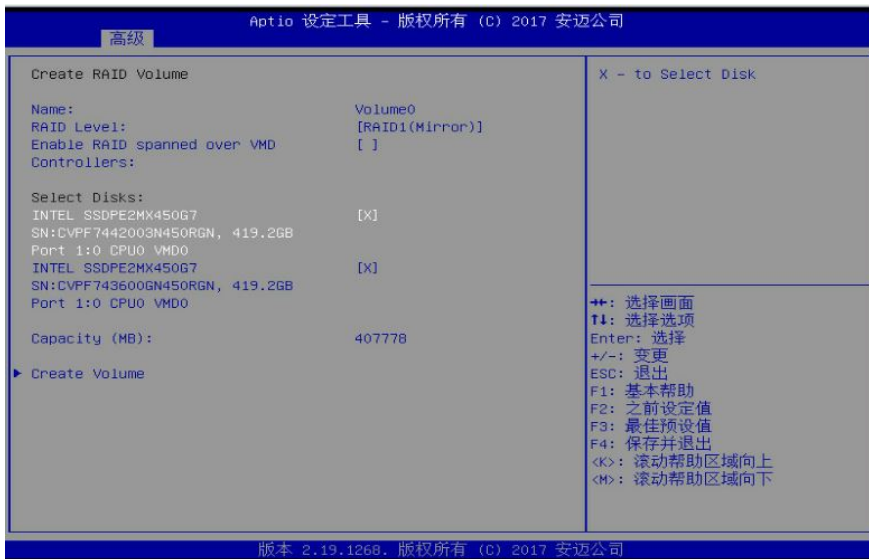 Aptio 设定工具 - 版权所有 (C) 2017 安迈公司
高级
Create RAID Volume
Name: Volume0
RAID Level: [RAID1(Mirror)]
Enable RAID spanned over VMD [ ]
Controllers:
Select Disks:
INTEL SSDPE2MX450G7 [X]
SN:CVPF7442003N450RGN, 419.2GB
Port 1:0 CPU0 VMD0
INTEL SSDPE2MX450G7 [X]
SN:CVPF743600GN450RGN, 419.2GB
Port 1:0 CPU0 VMD0
Capacity (MB): 407778
Create Volume
X - to Select Disk
→←: 选择画面
↑↓: 选择选项
Enter: 选择
+/-: 变更
ESC: 退出
F1: 基本帮助
F2: 之前设定值
F3: 最佳预设值
F4: 保存并退出
<K>: 滚动帮助区域向上
<M>: 滚动帮助区域向下
版本 2.19.1268. 版权所有 (C) 2017 安迈公司